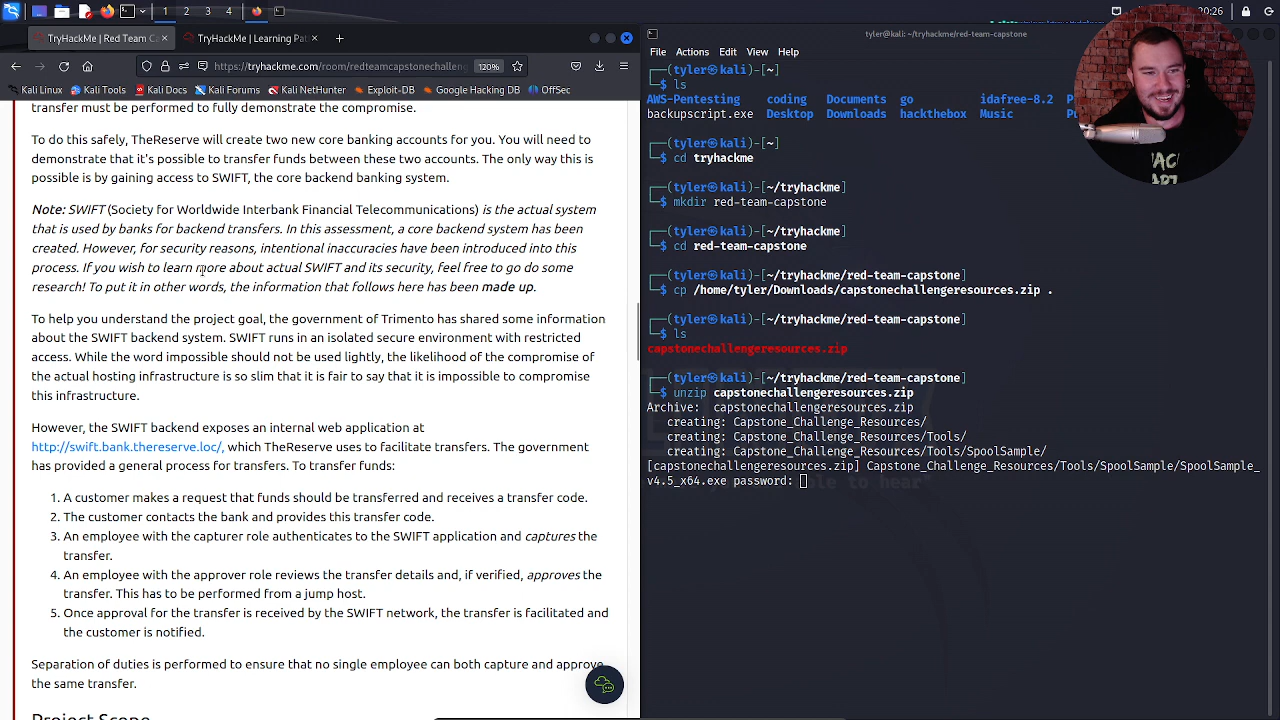 1 2 3 4
20:26
TryHackMe | Red Team C
TryHackMe | Learning Pat
https://tryhackme.com/room/redteamcapstonechalleng
120%
Kali Linux Kali Tools Kali Docs Kali Forums Kali NetHunter Exploit-DB Google Hacking DB OffSec
transfer must be performed to fully demonstrate the compromise.
To do this safely, TheReserve will create two new core banking accounts for you. You will need to
demonstrate that it's possible to transfer funds between these two accounts. The only way this is
possible is by gaining access to SWIFT, the core backend banking system.
Note: SWIFT (Society for Worldwide Interbank Financial Telecommunications) is the actual system
that is used by banks for backend transfers. In this assessment, a core backend system has been
created. However, for security reasons, intentional inaccuracies have been introduced into this
process. If you wish to learn more about actual SWIFT and its security, feel free to go do some
research! To put it in other words, the information that follows here has been made up.
To help you understand the project goal, the government of Trimento has shared some information
about the SWIFT backend system. SWIFT runs in an isolated secure environment with restricted
access. While the word impossible should not be used lightly, the likelihood of the compromise of
the actual hosting infrastructure is so slim that it is fair to say that it is impossible to compromise
this infrastructure.
However, the SWIFT backend exposes an internal web application at
http://swift.bank.thereserve.loc/, which TheReserve uses to facilitate transfers. The government
has provided a general process for transfers. To transfer funds:
1. A customer makes a request that funds should be transferred and receives a transfer code.
2. The customer contacts the bank and provides this transfer code.
3. An employee with the capturer role authenticates to the SWIFT application and captures the
transfer.
4. An employee with the approver role reviews the transfer details and, if verified, approves the
transfer. This has to be performed from a jump host.
5. Once approval for the transfer is received by the SWIFT network, the transfer is facilitated and
the customer is notified.
Separation of duties is performed to ensure that no single employee can both capture and approve
the same transfer.
Project Scope
tyler@kali: ~/tryhackme/red-team-capstone
File Actions Edit View Help
┌──(tyler㉿kali)-[~]
└─$ ls
AWS-Pentesting coding Documents go idafree-8.2
backupscript.exe Desktop Downloads hackthebox Music
┌──(tyler㉿kali)-[~]
└─$ cd tryhackme
┌──(tyler㉿kali)-[~/tryhackme]
└─$ mkdir red-team-capstone
┌──(tyler㉿kali)-[~/tryhackme]
└─$ cd red-team-capstone
┌──(tyler㉿kali)-[~/tryhackme/red-team-capstone]
└─$ cp /home/tyler/Downloads/capstonechallengeresources.zip .
┌──(tyler㉿kali)-[~/tryhackme/red-team-capstone]
└─$ ls
capstonechallengeresources.zip
┌──(tyler㉿kali)-[~/tryhackme/red-team-capstone]
└─$ unzip capstonechallengeresources.zip
Archive: capstonechallengeresources.zip
creating: Capstone_Challenge_Resources/
creating: Capstone_Challenge_Resources/Tools/
creating: Capstone_Challenge_Resources/Tools/SpoolSample/
[capstonechallengeresources.zip] Capstone_Challenge_Resources/Tools/SpoolSample/SpoolSample_
v4.5_x64.exe password: